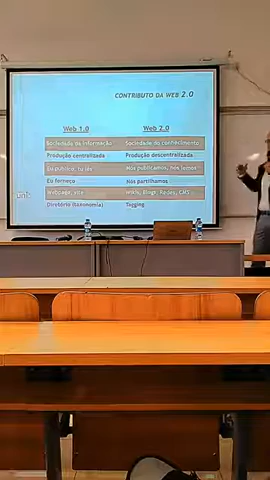 CONTRIBUTO DA WEB 2.0
Web 1.0 Web 2.0
Sociedade da informação Sociedade do conhecimento
Produção centralizada Produção descentralizada
Eu publico, tu lês Nós publicamos, nós lemos
Eu forneço Nós partilhamos
Webpage, site Wikis, Blogs, Redes, CMS
Diretório (taxonomia) Tagging